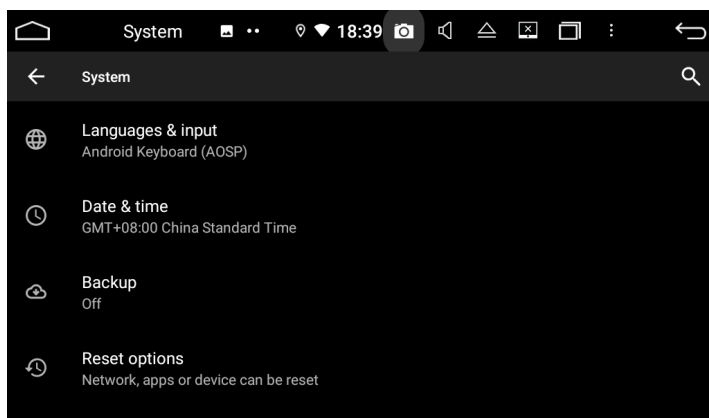 System
18:39
System
Languages & input
Android Keyboard (AOSP)
Date & time
GMT+08:00 China Standard Time
Backup
Off
Reset options
Network, apps or device can be reset